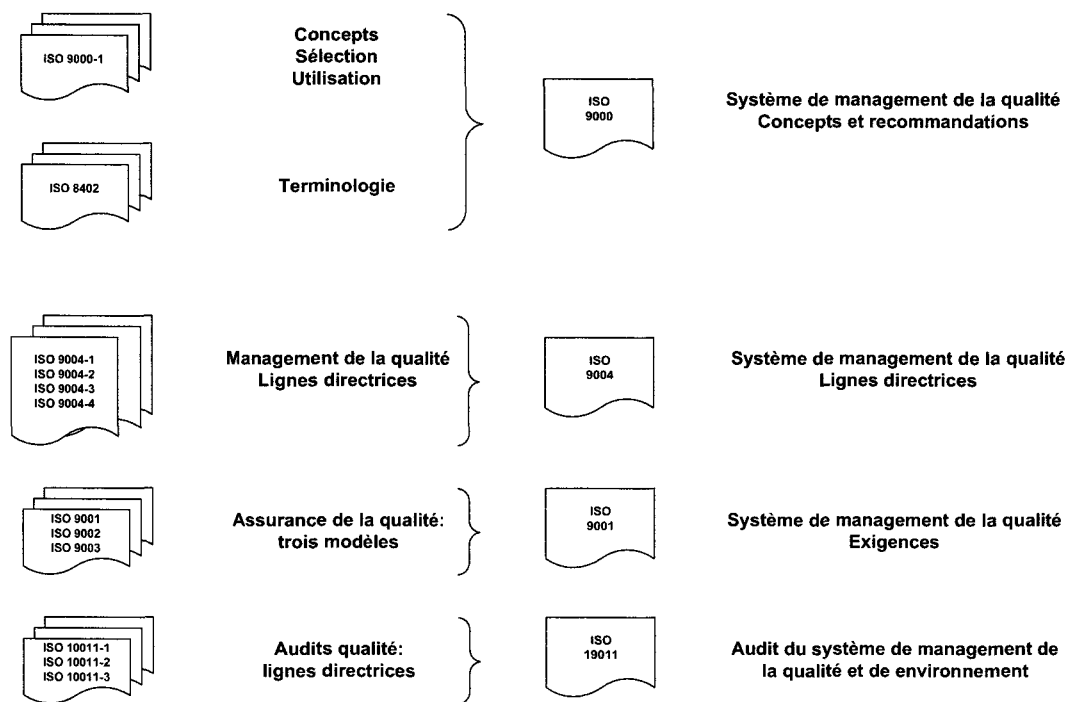 ISO 9000-1
Concepts
Sélection
Utilisation
ISO 8402
Terminologie
ISO
9000
Système de management de la qualité
Concepts et recommandations
ISO 9004-1
ISO 9004-2
ISO 9004-3
ISO 9004-4
Management de la qualité
Lignes directrices
ISO
9004
Système de management de la qualité
Lignes directrices
ISO 9001
ISO 9002
ISO 9003
Assurance de la qualité:
trois modèles
ISO
9001
Système de management de la qualité
Exigences
ISO 10011-1
ISO 10011-2
ISO 10011-3
Audits qualité:
lignes directrices
ISO
19011
Audit du système de management de
la qualité et de environnement